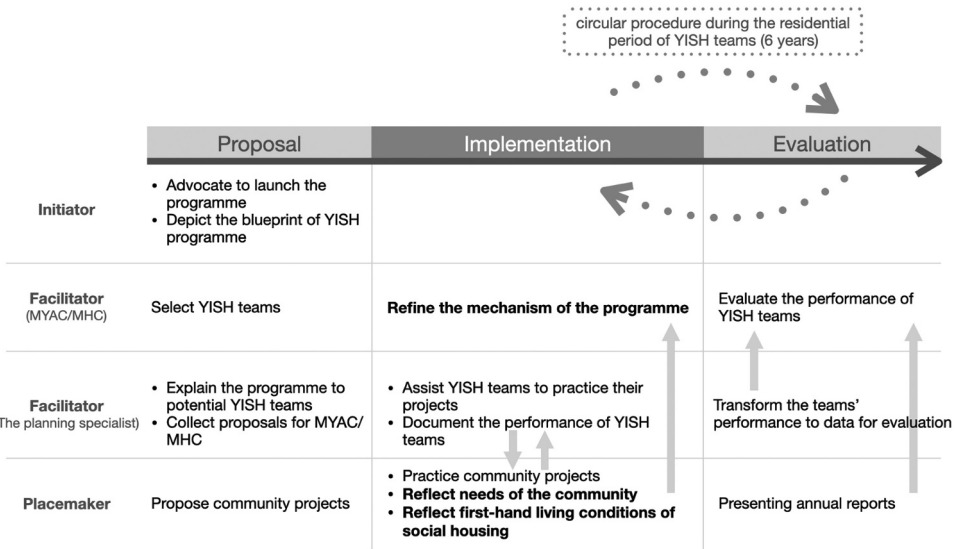 circular procedure during the residential
period of YISH teams (6 years)
Proposal
Implementation
Evaluation
Initiator
• Advocate to launch the
programme
• Depict the blueprint of YISH
programme
Facilitator
(MYAC/MHC)
Select YISH teams
Refine the mechanism of the programme
Evaluate the performance of
YISH teams
Facilitator
The planning specialist)
• Explain the programme to
potential YISH teams
• Collect proposals for MYAC/
MHC
• Assist YISH teams to practice their
projects
• Document the performance of YISH
teams
Transform the teams’
performance to data for evaluation
Placemaker
Propose community projects
• Practice community projects
• Reflect needs of the community
• Reflect first-hand living conditions of
social housing
Presenting annual reports